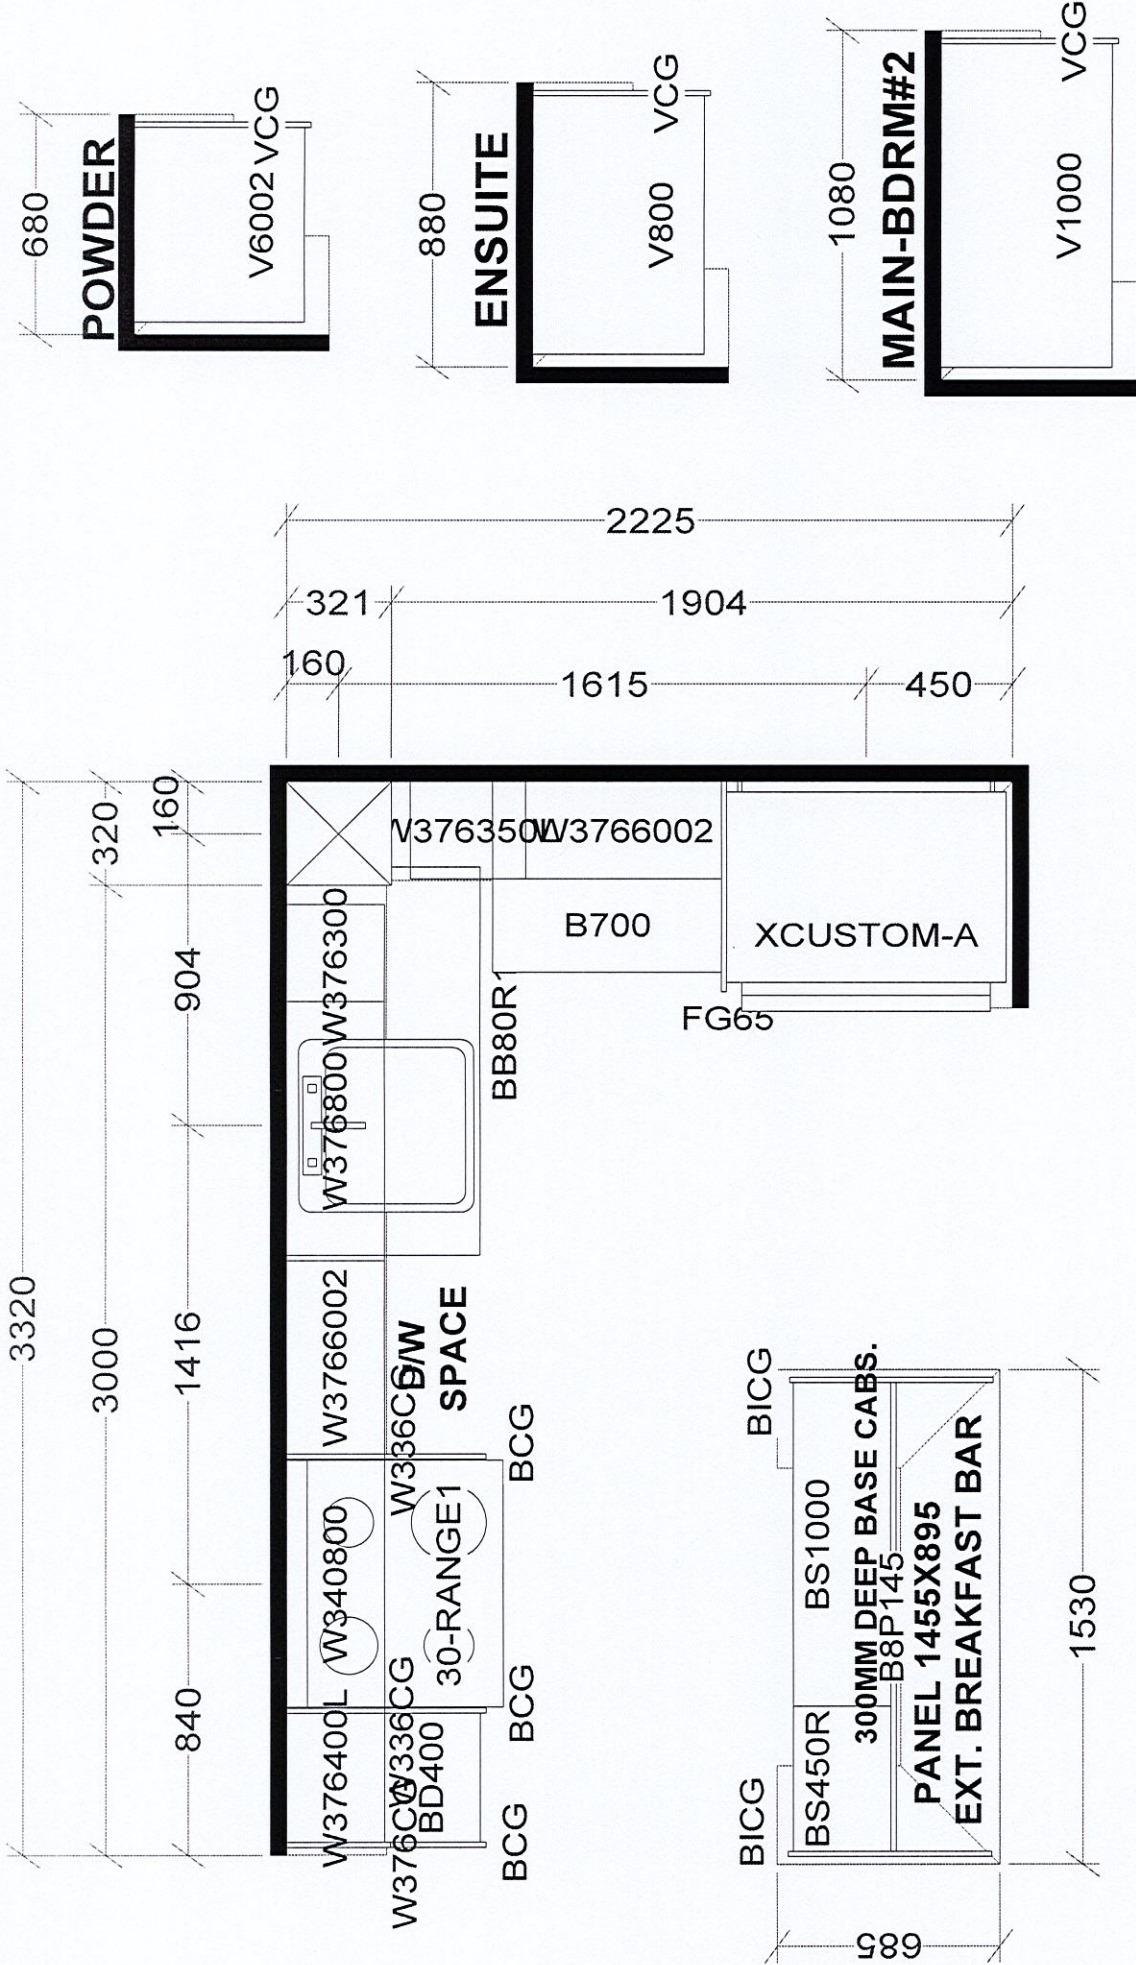 680
POWDER
V6002
VCG
880
ENSUITE
V800
VCG
1080
MAIN-BDRM#2
V1000
VCG
2225
321
1904
160
1615
450
3320
320
3000
160
904
1416
840
W376350L
W3766002
B700
XCUSTOM-A
FG65
W376300
W376800
BB80R
W3766002
D/W
SPACE
W336CG
BCG
W340800
30-RANGE1
W336CG
BCG
W376400L
BD400
W376CG
BCG
BICG
BS1000
300MM DEEP BASE CABS.
B8P145
PANEL 1455X895
EXT. BREAKFAST BAR
BS450R
BICG
1530
685